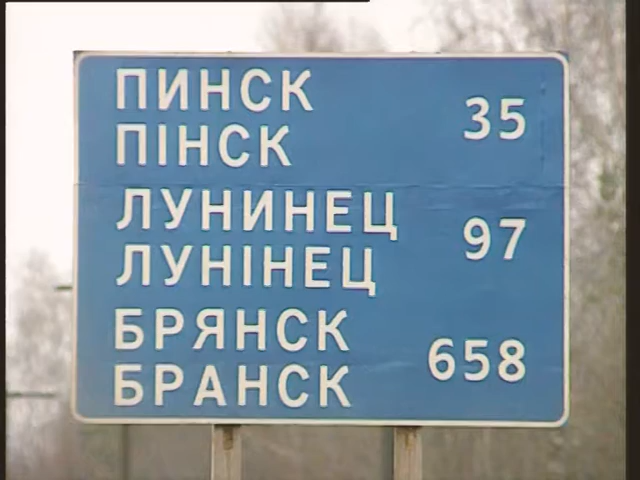 ПИНСК 35
ПІНСК
ЛУНИНЕЦ 97
ЛУНІНЕЦ
БРЯНСК 658
БРАНСК